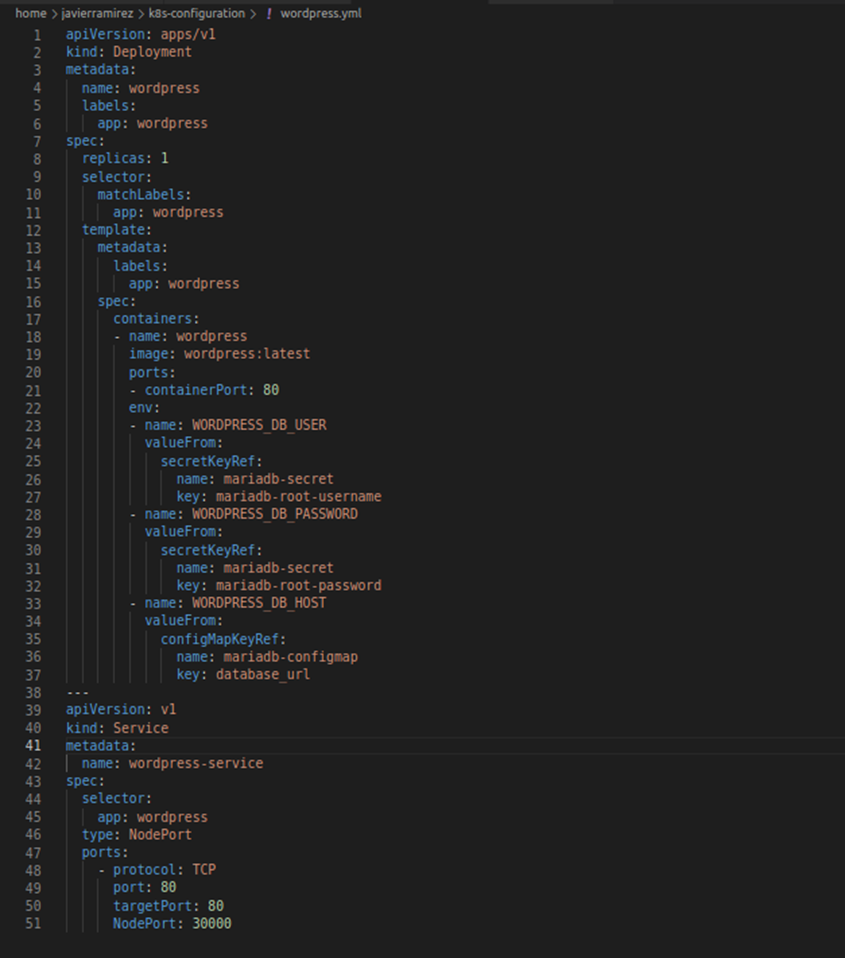 home > javierramirez > k8s-configuration > ! wordpress.yml
1 apiVersion: apps/v1
2 kind: Deployment
3 metadata:
4   name: wordpress
5   labels:
6     app: wordpress
7 spec:
8   replicas: 1
9   selector:
10     matchLabels:
11       app: wordpress
12   template:
13     metadata:
14       labels:
15         app: wordpress
16     spec:
17       containers:
18       - name: wordpress
19         image: wordpress:latest
20         ports:
21         - containerPort: 80
22         env:
23         - name: WORDPRESS_DB_USER
24           valueFrom:
25             secretKeyRef:
26               name: mariadb-secret
27               key: mariadb-root-username
28         - name: WORDPRESS_DB_PASSWORD
29           valueFrom:
30             secretKeyRef:
31               name: mariadb-secret
32               key: mariadb-root-password
33         - name: WORDPRESS_DB_HOST
34           valueFrom:
35             configMapKeyRef:
36               name: mariadb-configmap
37               key: database_url
38 ---
39 apiVersion: v1
40 kind: Service
41 metadata:
42   name: wordpress-service
43 spec:
44   selector:
45     app: wordpress
46   type: NodePort
47   ports:
48     - protocol: TCP
49       port: 80
50       targetPort: 80
51       NodePort: 30000